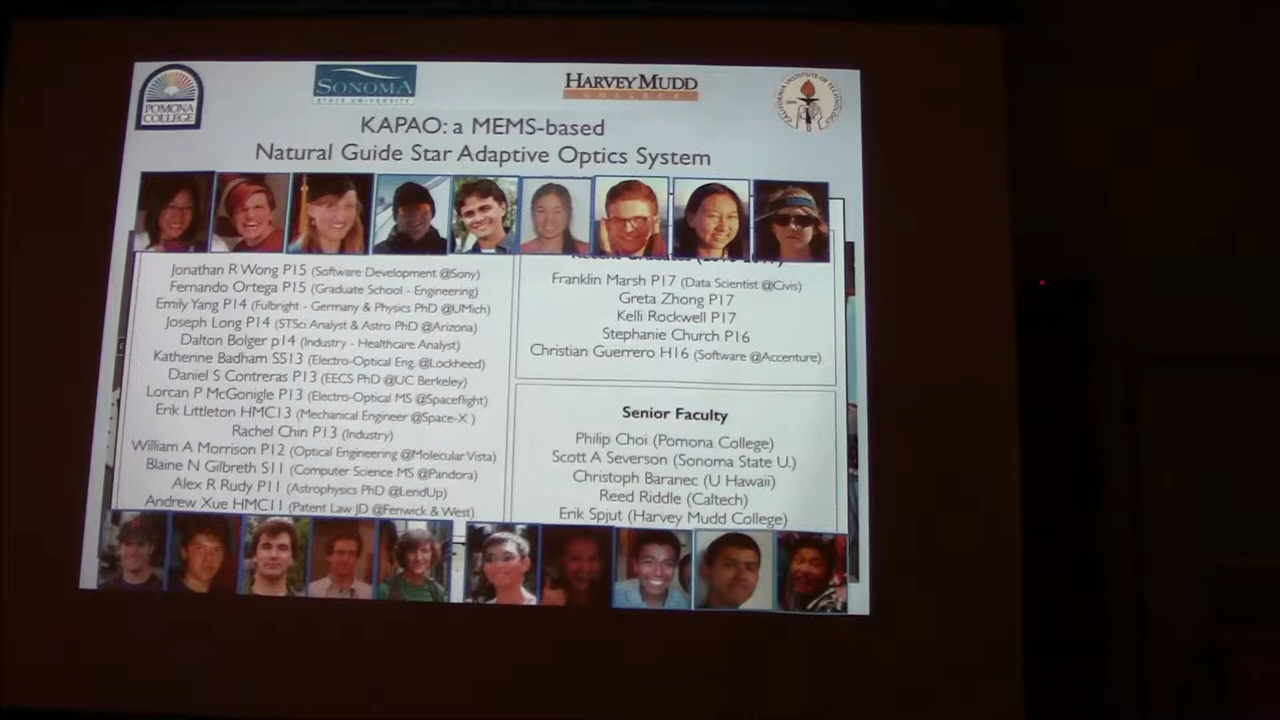 POMONA
COLLEGE
SONOMA
STATE UNIVERSITY
HARVEY MUDD
COLLEGE
CALIFORNIA INSTITUTE OF TECHNOLOGY
KAPAO: a MEMS-based
Natural Guide Star Adaptive Optics System
Jonathan R Wong P15 (Software Development @Sony)
Fernando Ortega P15 (Graduate School - Engineering)
Emily Yang P14 (Fulbright - Germany & Physics PhD @UMich)
Joseph Long P14 (STSci Analyst & Astro PhD @Arizona)
Dalton Bolger p14 (Industry - Healthcare Analyst)
Katherine Badham SS13 (Electro-Optical Eng. @Lockheed)
Daniel S Contreras P13 (EECS PhD @UC Berkeley)
Lorcan P McGonigle P13 (Electro-Optical MS @Spaceflight)
Erik Littleton HMC13 (Mechanical Engineer @Space-X )
Rachel Chin P13 (Industry)
William A Morrison P12 (Optical Engineering @Molecular Vista)
Blaine N Gilbreth S11 (Computer Science MS @Pandora)
Alex R Rudy P11 (Astrophysics PhD @LendUp)
Andrew Xue HMC11 (Patent Law JD @Fenwick & West)
Franklin Marsh P17 (Data Scientist @Civis)
Greta Zhong P17
Kelli Rockwell P17
Stephanie Church P16
Christian Guerrero H16 (Software @Accenture)
Senior Faculty
Philip Choi (Pomona College)
Scott A Severson (Sonoma State U.)
Christoph Baranec (U Hawaii)
Reed Riddle (Caltech)
Erik Spjut (Harvey Mudd College)